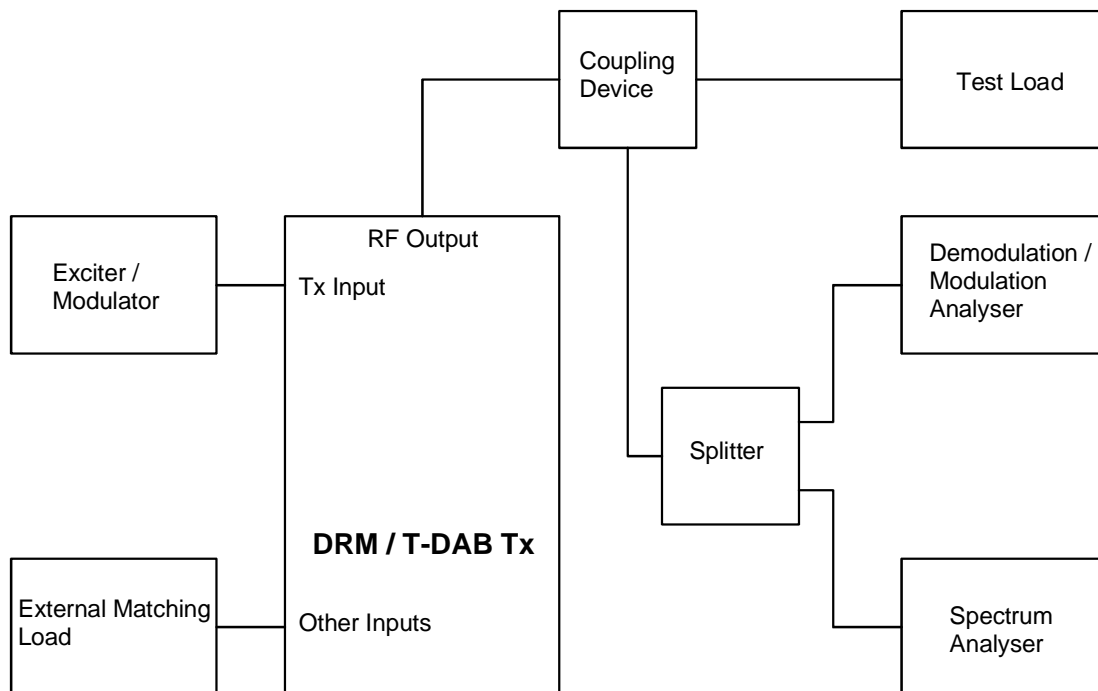 Coupling
Device
Test Load
RF Output
Exciter /
Modulator
Tx Input
Demodulation /
Modulation
Analyser
Splitter
DRM / T-DAB Tx
External Matching
Load
Other Inputs
Spectrum
Analyser